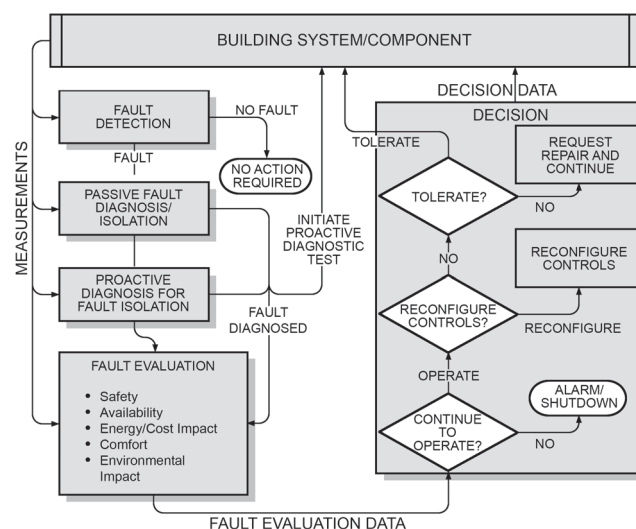 BUILDING SYSTEM/COMPONENT
DECISION DATA
MEASUREMENTS
FAULT
DETECTION
NO FAULT
FAULT
NO ACTION
REQUIRED
PASSIVE FAULT
DIAGNOSIS/
ISOLATION
INITIATE
PROACTIVE
DIAGNOSTIC
TEST
PROACTIVE
DIAGNOSIS FOR
FAULT ISOLATION
FAULT
DIAGNOSED
FAULT EVALUATION
• Safety
• Availability
• Energy/Cost Impact
• Comfort
• Environmental
Impact
FAULT EVALUATION DATA
DECISION
TOLERATE
REQUEST
REPAIR AND
CONTINUE
TOLERATE?
NO
NO
RECONFIGURE
CONTROLS
RECONFIGURE
CONTROLS?
RECONFIGURE
OPERATE
ALARM/
SHUTDOWN
CONTINUE
TO
OPERATE?
NO